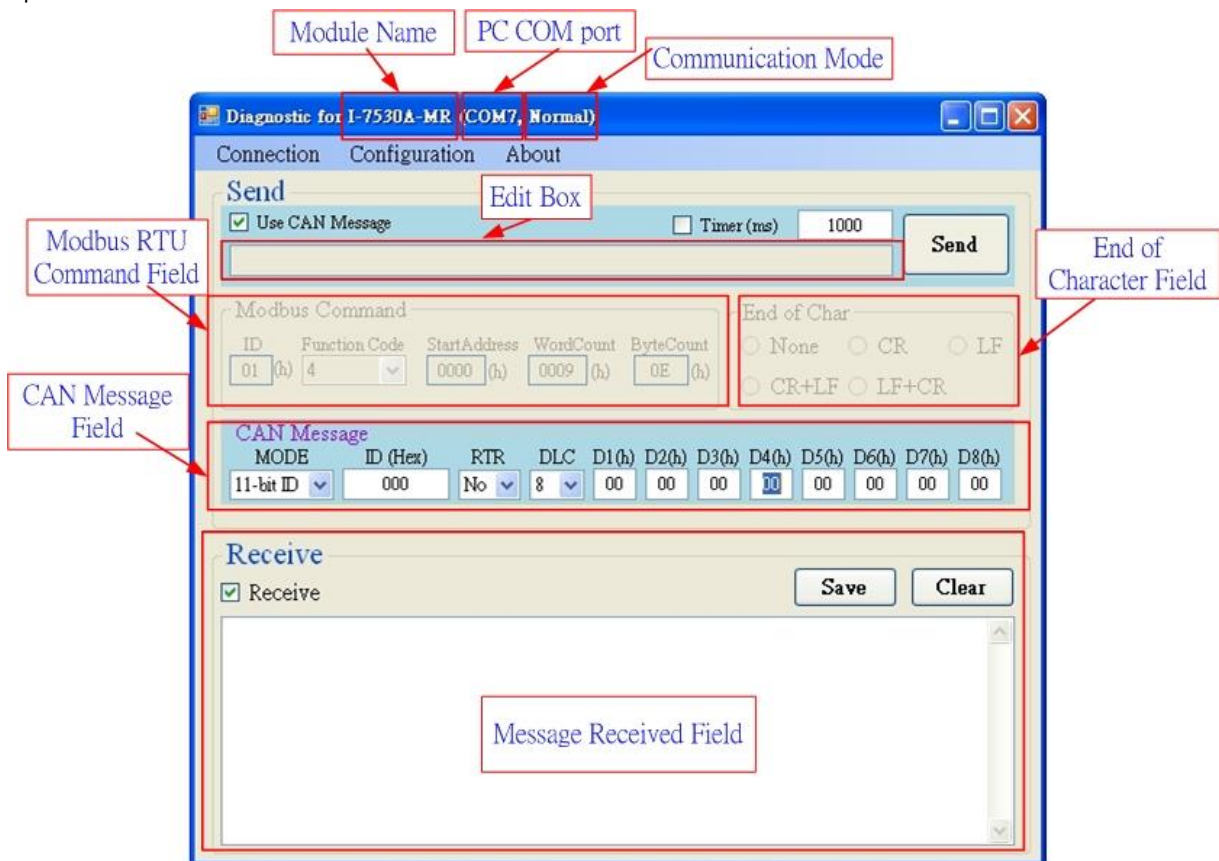 Module Name
PC COM port
Communication Mode
Diagnostic for I-7530A-MR (COM7, Normal)
Connection Configuration About
Send
Edit Box
Use CAN Message
Timer (ms) 1000
Send
Modbus RTU
Command Field
End of
Character Field
Modbus Command
ID Function Code StartAddress WordCount ByteCount
01 (h) 4 0000 (h) 0009 (h) 0E (h)
End of Char
None CR LF
CR+LF LF+CR
CAN Message
Field
CAN Message
MODE ID (Hex) RTR DLC D1(h) D2(h) D3(h) D4(h) D5(h) D6(h) D7(h) D8(h)
11-bit ID 000 No 8 00 00 00 00 00 00 00 00
Receive
Receive
Save
Clear
Message Received Field